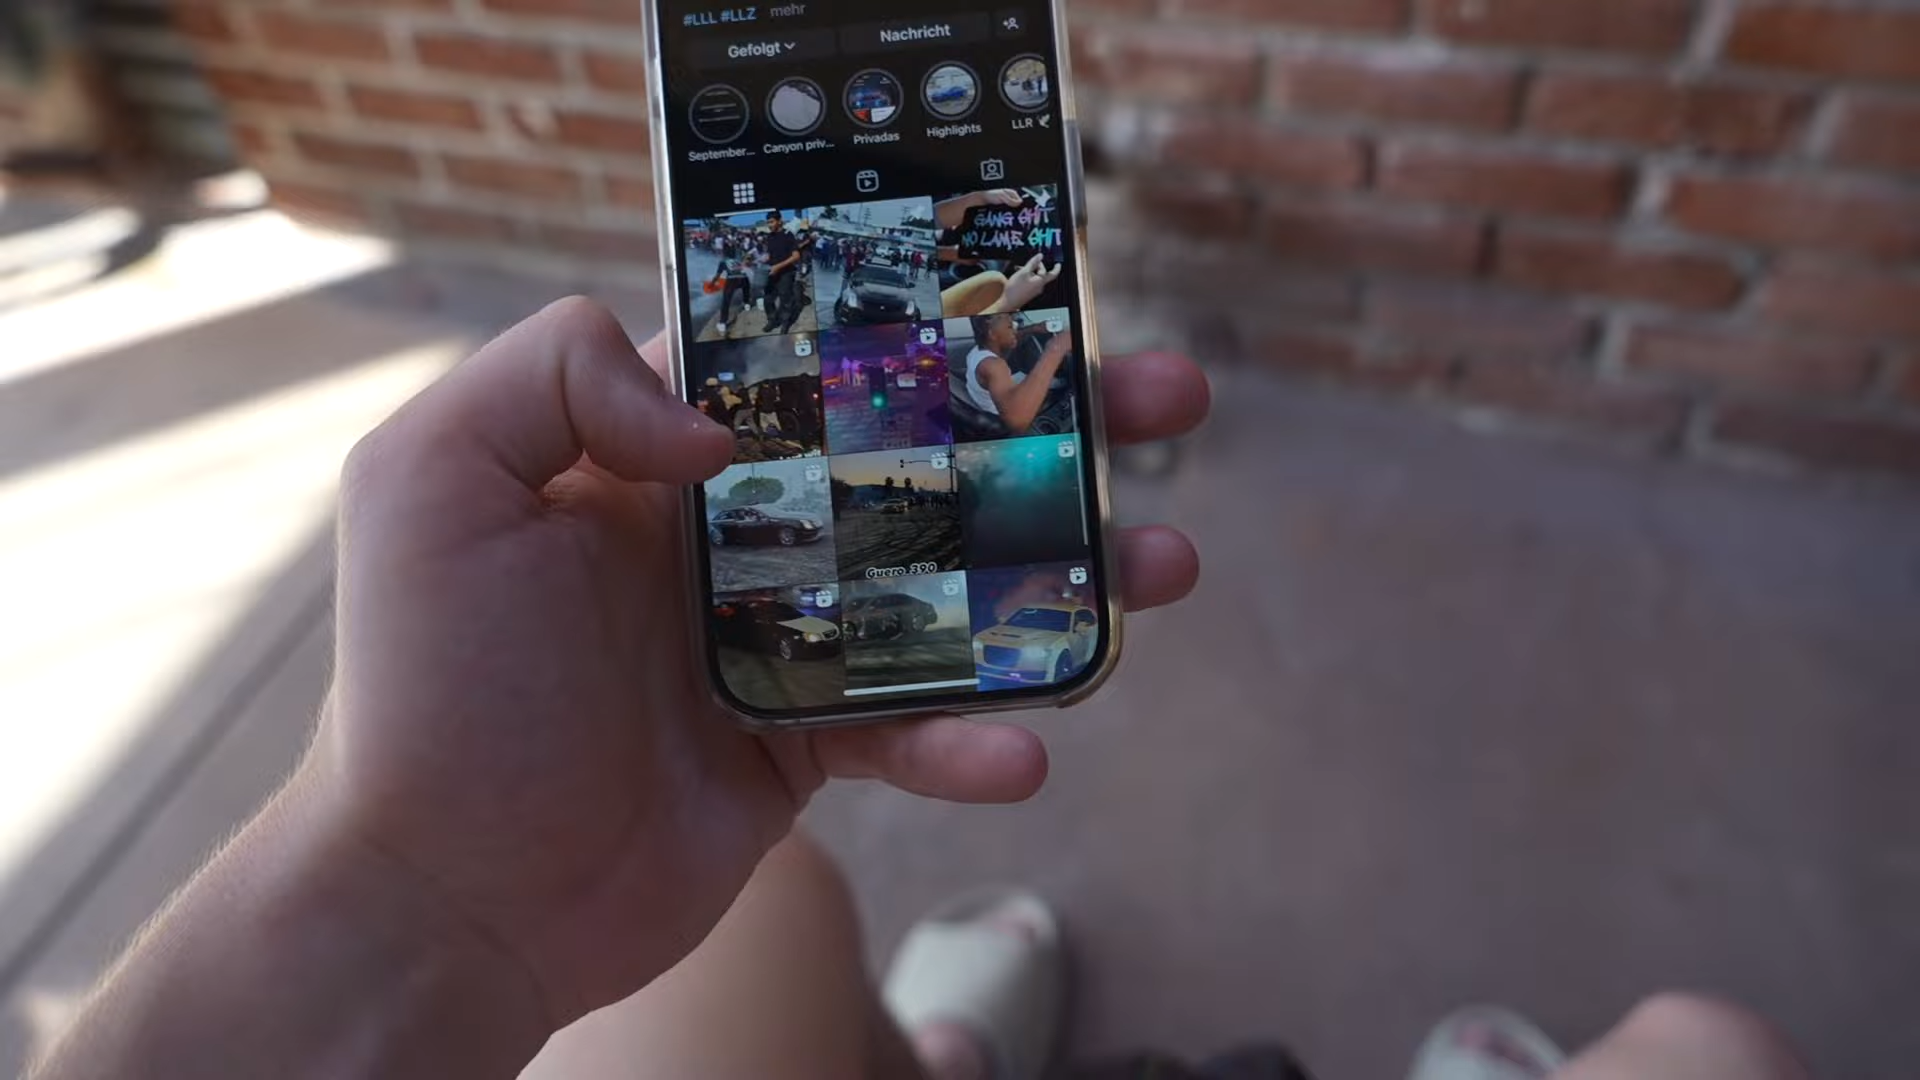 #LLL #LLZ mehr
Gefolgt
Nachricht
September...
Canyon priv...
Privadas
Highlights
LLR
GANG SHIT
NO LAME SHIT
Guero.390